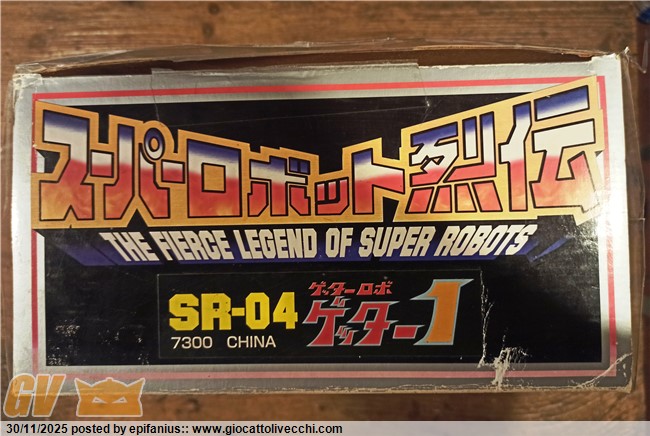 スーパーロボット烈伝
THE FIERCE LEGEND OF SUPER ROBOTS
SR-04
ゲッターロボ
ゲッター1
7300 CHINA
GV
30/11/2025 posted by epifanius:: www.giocattolivecchi.com